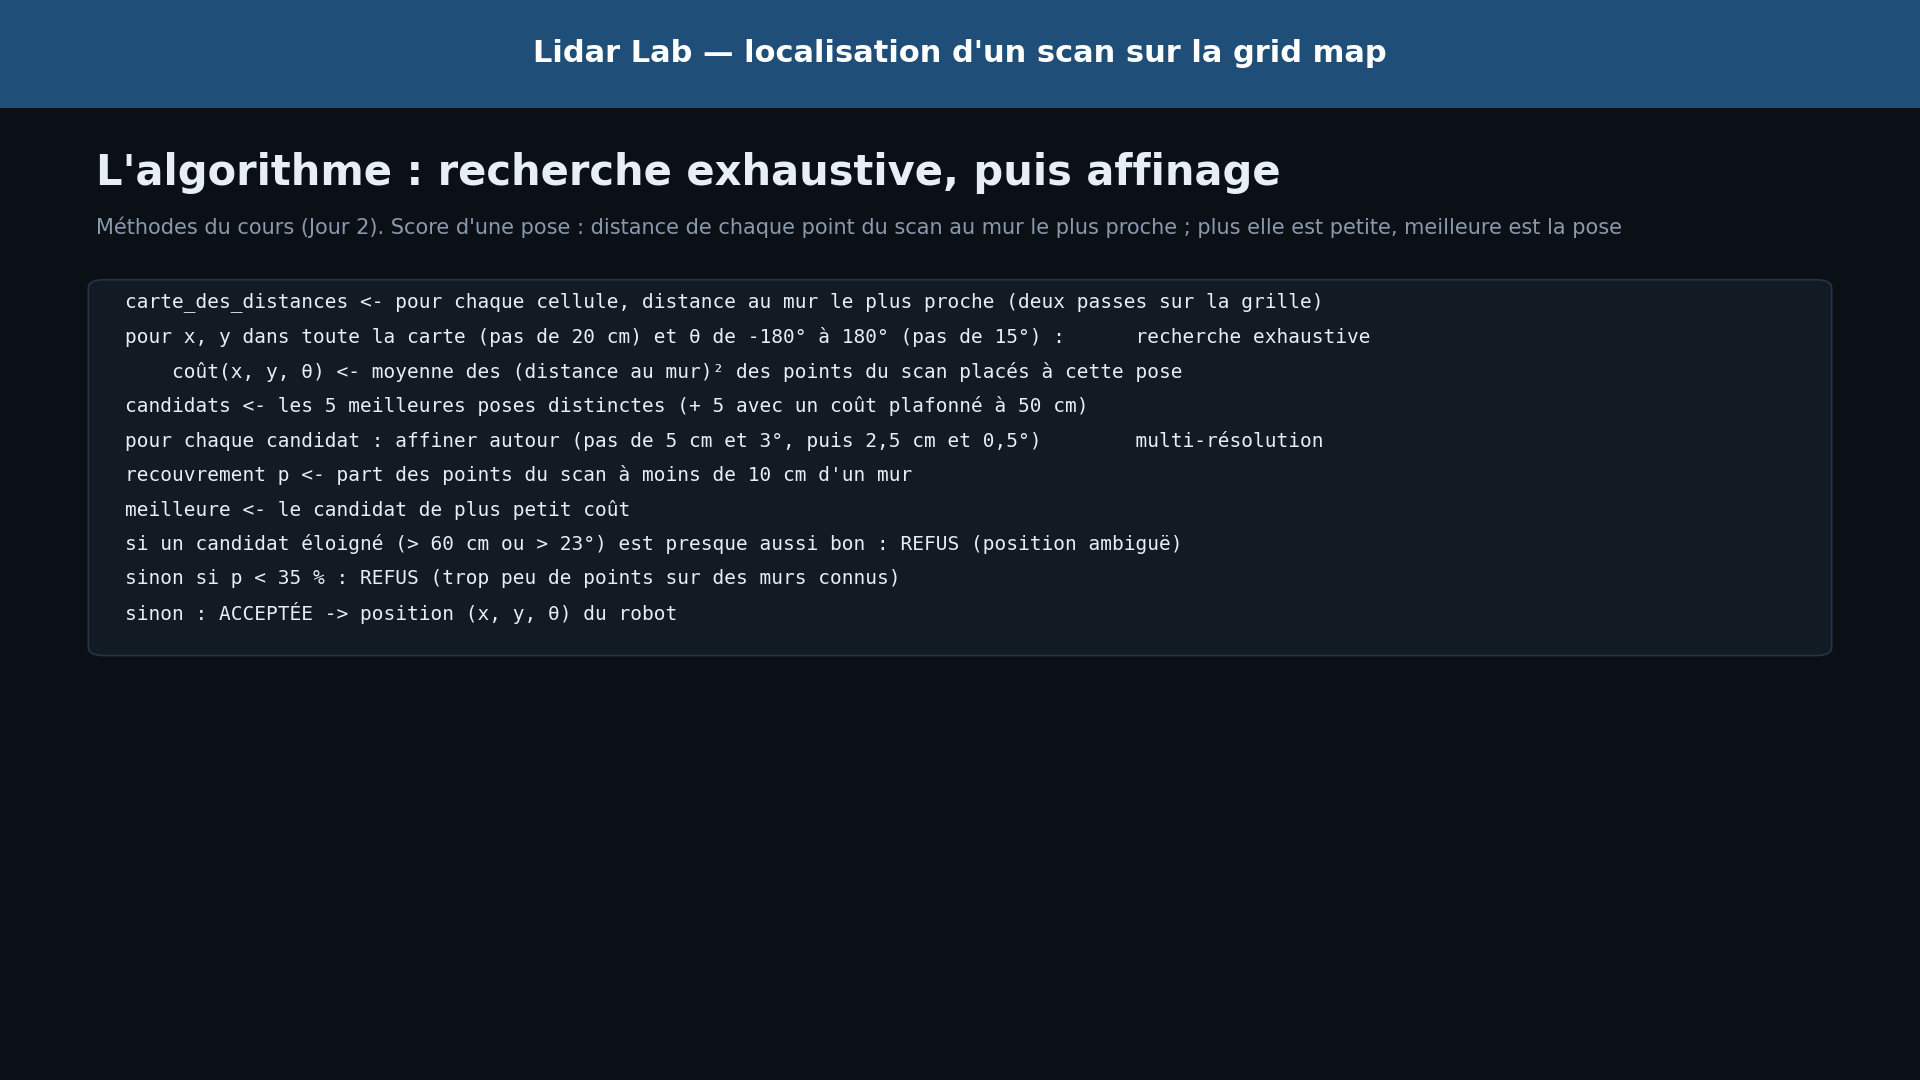 Lidar Lab — localisation d'un scan sur la grid map
L'algorithme : recherche exhaustive, puis affinage
Méthodes du cours (Jour 2). Score d'une pose : distance de chaque point du scan au mur le plus proche ; plus elle est petite, meilleure est la pose
carte_des_distances <- pour chaque cellule, distance au mur le plus proche (deux passes sur la grille)
pour x, y dans toute la carte (pas de 20 cm) et θ de -180° à 180° (pas de 15°) :      recherche exhaustive
    coût(x, y, θ) <- moyenne des (distance au mur)² des points du scan placés à cette pose
candidats <- les 5 meilleures poses distinctes (+ 5 avec un coût plafonné à 50 cm)
pour chaque candidat : affiner autour (pas de 5 cm et 3°, puis 2,5 cm et 0,5°)        multi-résolution
recouvrement p <- part des points du scan à moins de 10 cm d'un mur
meilleure <- le candidat de plus petit coût
si un candidat éloigné (> 60 cm ou > 23°) est presque aussi bon : REFUS (position ambiguë)
sinon si p < 35 % : REFUS (trop peu de points sur des murs connus)
sinon : ACCEPTÉE -> position (x, y, θ) du robot